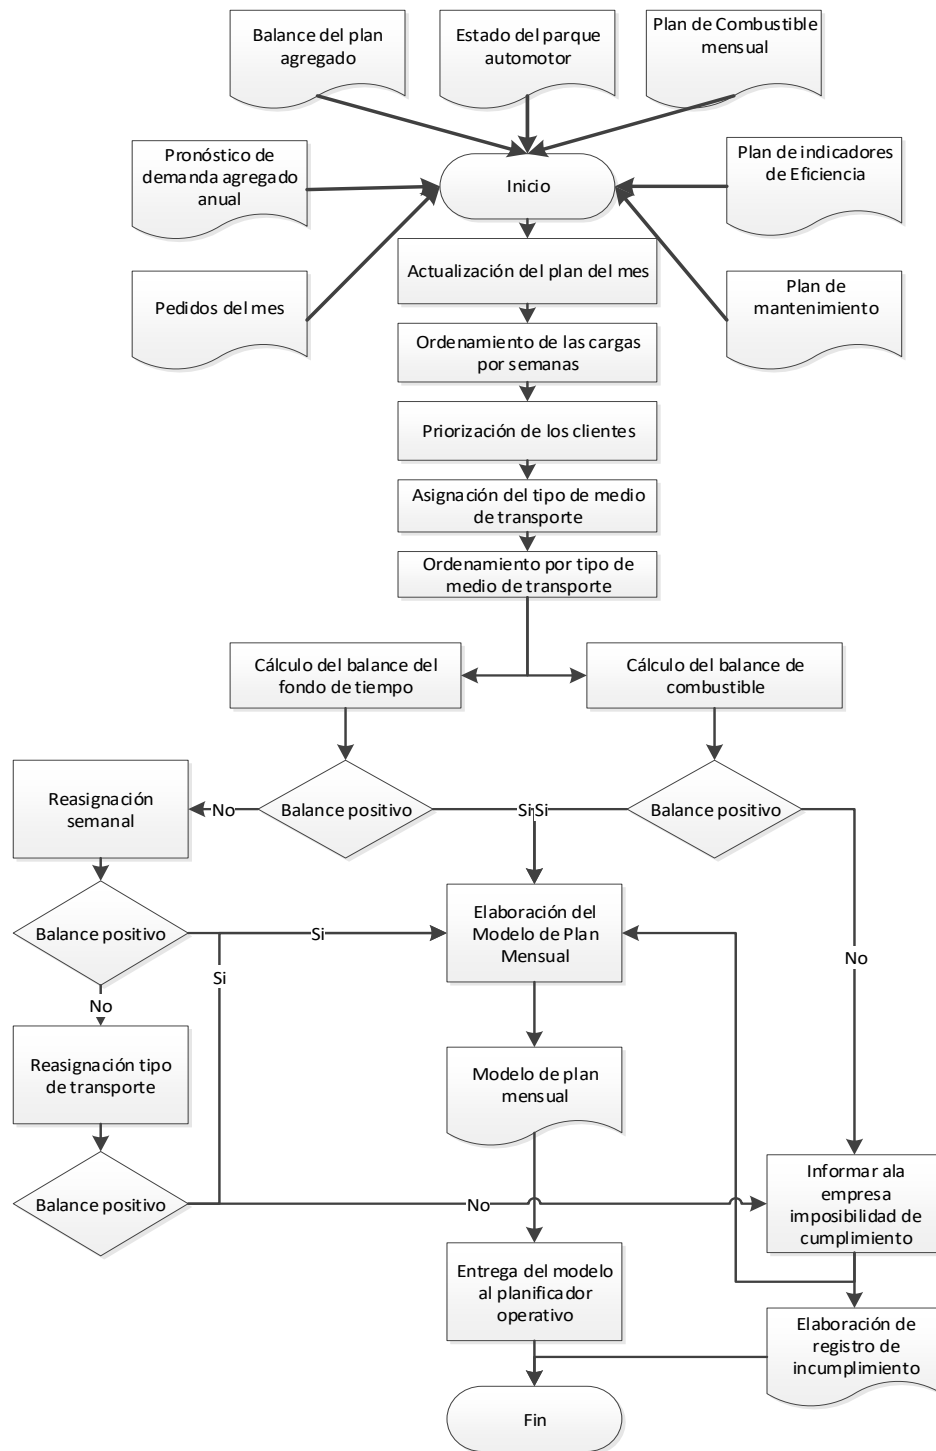 Balance del plan
agregado
Estado del parque
automotor
Plan de Combustible
mensual
Pronóstico de
demanda agregado
anual
Inicio
Plan de indicadores
de Eficiencia
Pedidos del mes
Actualización del plan del mes
Plan de
mantenimiento
Ordenamiento de las cargas
por semanas
Priorización de los clientes
Asignación del tipo de medio
de transporte
Ordenamiento por tipo de
medio de transporte
Cálculo del balance del
fondo de tiempo
Cálculo del balance de
combustible
Reasignación
semanal
No
Balance positivo
Si
Si
Balance positivo
Balance positivo
Si
Si
Elaboración del
Modelo de Plan
Mensual
No
No
Reasignación tipo
de transporte
Modelo de plan
mensual
Balance positivo
No
Informar ala
empresa
imposibilidad de
cumplimiento
Entrega del modelo
al planificador
operativo
Elaboración de
registro de
incumplimiento
Fin